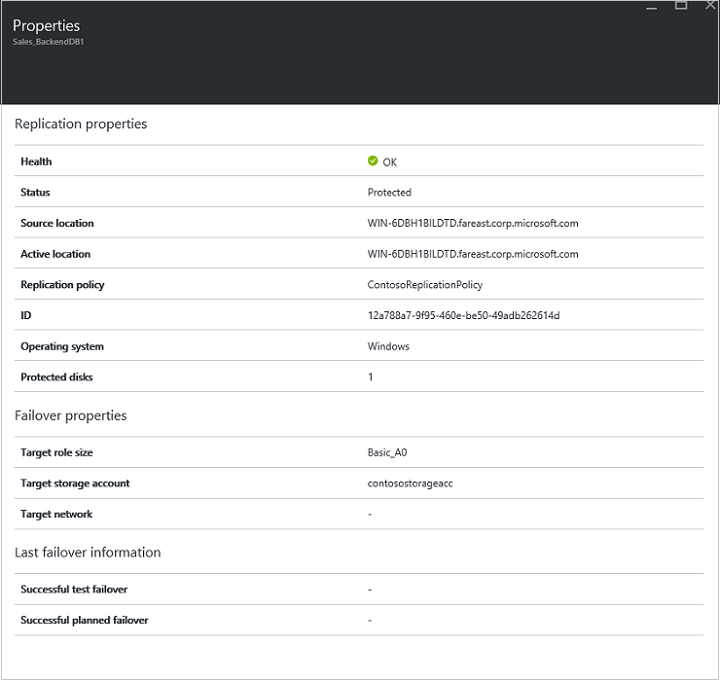 Properties
Sales_BackendDB1
Replication properties
Health OK
Status Protected
Source location WIN-6DBH1BILDTD.fareast.corp.microsoft.com
Active location WIN-6DBH1BILDTD.fareast.corp.microsoft.com
Replication policy ContosoReplicationPolicy
ID 12a788a7-9f95-460e-be50-49adb262614d
Operating system Windows
Protected disks 1
Failover properties
Target role size Basic_A0
Target storage account contosostorageacc
Target network -
Last failover information
Successful test failover -
Successful planned failover -